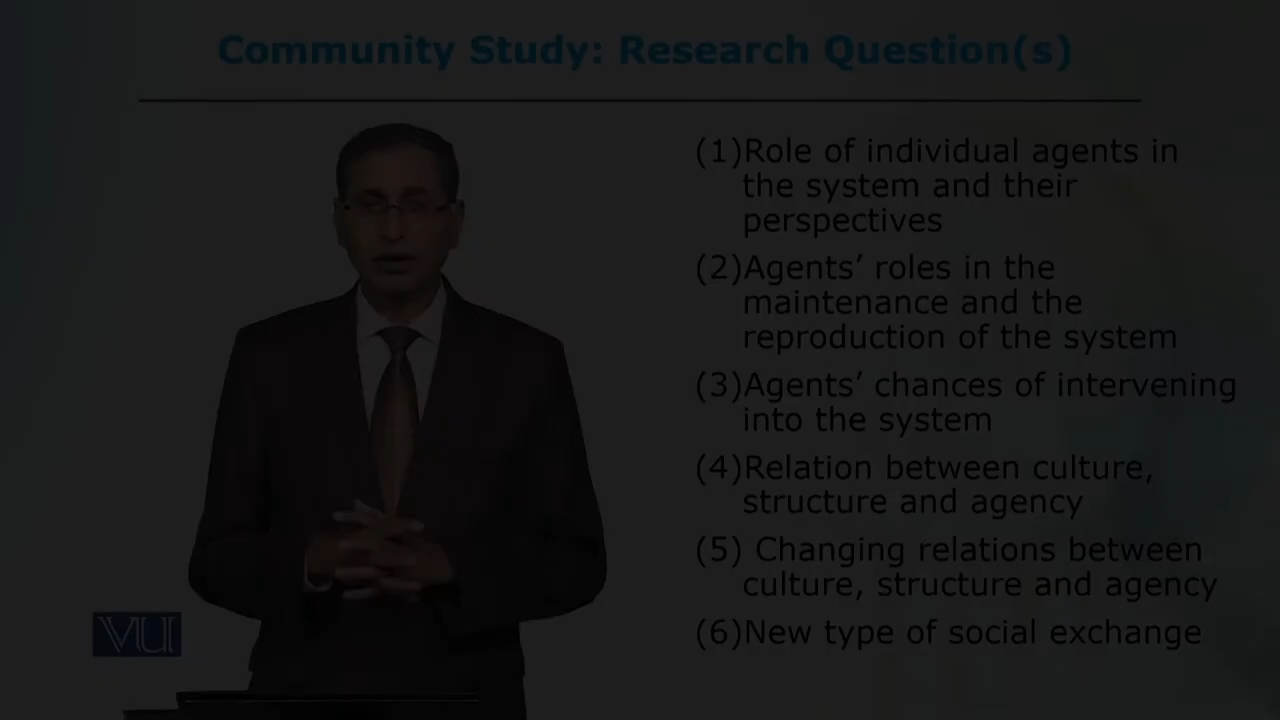 Community Study: Research Question(s)
(1)Role of individual agents in
the system and their
perspectives
(2)Agents’ roles in the
maintenance and the
reproduction of the system
(3)Agents’ chances of intervening
into the system
(4)Relation between culture,
structure and agency
(5) Changing relations between
culture, structure and agency
(6)New type of social exchange
VU